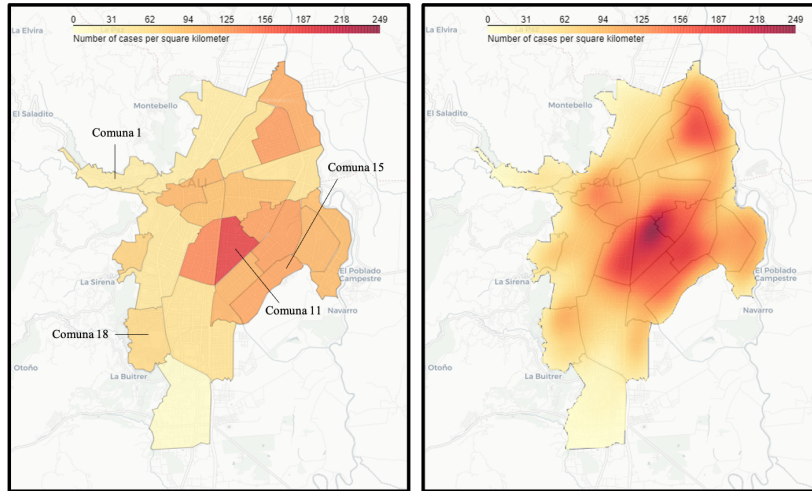 0 31 62 94 125 156 187 218 249
Number of cases per square kilometer
La Elvira
Montebello
El Saladito
Comuna 1
CALI
Comuna 15
La Sirena
El Poblado
Campestre
Comuna 11
Navarro
Comuna 18
Otoño
La Buitrer
0 31 62 94 125 156 187 218 249
Number of cases per square kilometer
La Elvira
Montebello
El Saladito
La Sirena
El Poblado
Campestre
Navarro
Otoño
La Buitrer